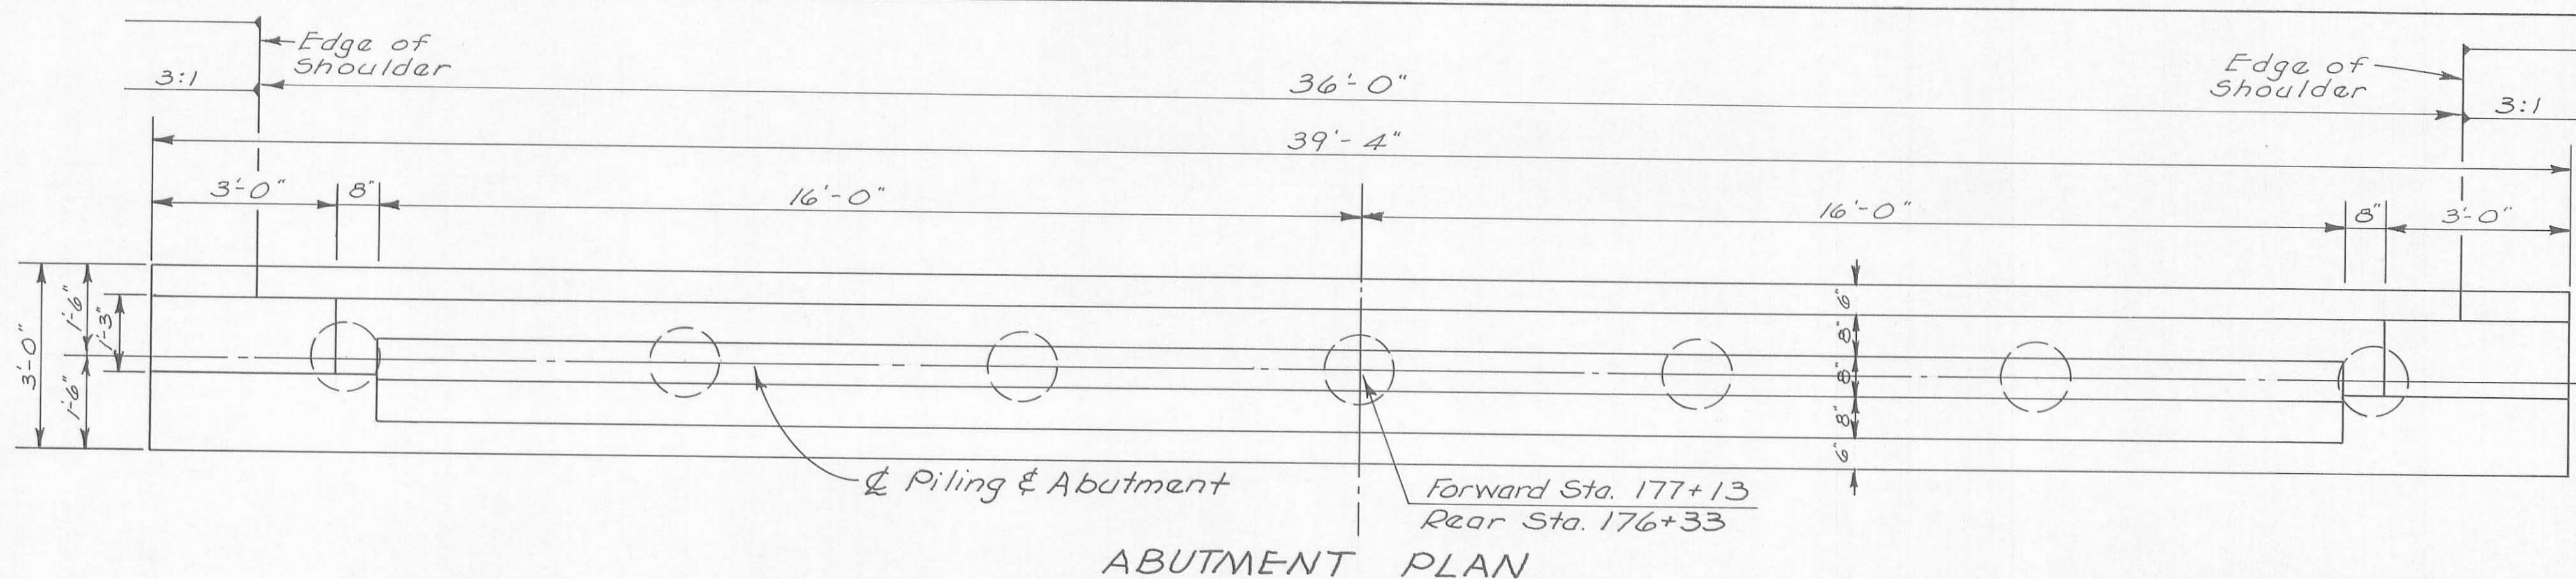 Edge of
Shoulder
3:1
36'-0"
Edge of
Shoulder
3:1
39'-4"
3'-0"
8"
16'-0"
16'-0"
8"
3'-0"
3'-0"
1'-6"
1'-3"
1'-6"
6"
8"
8"
8"
6"
℄ Piling & Abutment
Forward Sta. 177+13
Rear Sta. 176+33
ABUTMENT PLAN